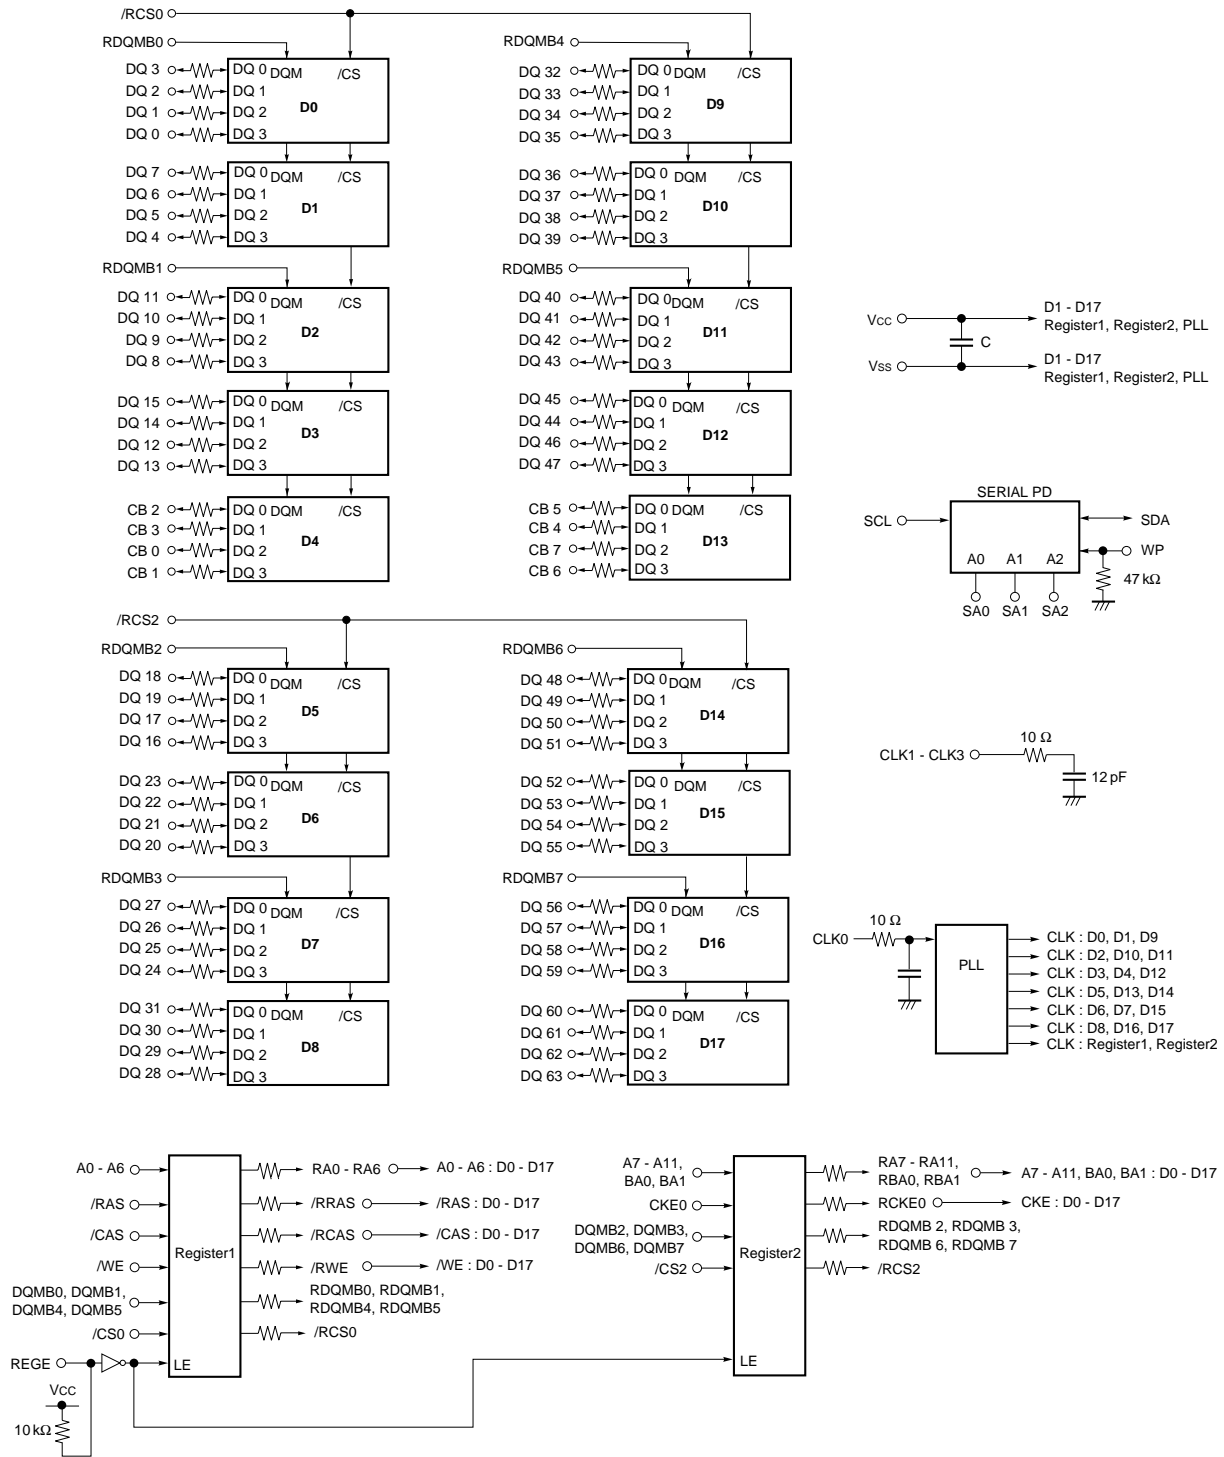 /RCS0
RDQMB0
DQ 3 DQ 0 DQM /CS
DQ 2 DQ 1
DQ 1 DQ 2
DQ 0 DQ 3
D0
DQ 7 DQ 0 DQM /CS
DQ 6 DQ 1
DQ 5 DQ 2
DQ 4 DQ 3
D1
RDQMB1
DQ 11 DQ 0 DQM /CS
DQ 10 DQ 1
DQ 9 DQ 2
DQ 8 DQ 3
D2
DQ 15 DQ 0 DQM /CS
DQ 14 DQ 1
DQ 12 DQ 2
DQ 13 DQ 3
D3
CB 2 DQ 0 DQM /CS
CB 3 DQ 1
CB 0 DQ 2
CB 1 DQ 3
D4
RDQMB4
DQ 32 DQ 0 DQM /CS
DQ 33 DQ 1
DQ 34 DQ 2
DQ 35 DQ 3
D9
DQ 36 DQ 0 DQM /CS
DQ 37 DQ 1
DQ 38 DQ 2
DQ 39 DQ 3
D10
RDQMB5
DQ 40 DQ 0 DQM /CS
DQ 41 DQ 1
DQ 42 DQ 2
DQ 43 DQ 3
D11
DQ 45 DQ 0 DQM /CS
DQ 44 DQ 1
DQ 46 DQ 2
DQ 47 DQ 3
D12
CB 5 DQ 0 DQM /CS
CB 4 DQ 1
CB 7 DQ 2
CB 6 DQ 3
D13
/RCS2
RDQMB2
DQ 18 DQ 0 DQM /CS
DQ 19 DQ 1
DQ 17 DQ 2
DQ 16 DQ 3
D5
DQ 23 DQ 0 DQM /CS
DQ 22 DQ 1
DQ 21 DQ 2
DQ 20 DQ 3
D6
RDQMB3
DQ 27 DQ 0 DQM /CS
DQ 26 DQ 1
DQ 25 DQ 2
DQ 24 DQ 3
D7
DQ 31 DQ 0 DQM /CS
DQ 30 DQ 1
DQ 29 DQ 2
DQ 28 DQ 3
D8
RDQMB6
DQ 48 DQ 0 DQM /CS
DQ 49 DQ 1
DQ 50 DQ 2
DQ 51 DQ 3
D14
DQ 52 DQ 0 DQM /CS
DQ 53 DQ 1
DQ 54 DQ 2
DQ 55 DQ 3
D15
RDQMB7
DQ 56 DQ 0 DQM /CS
DQ 57 DQ 1
DQ 58 DQ 2
DQ 59 DQ 3
D16
DQ 60 DQ 0 DQM /CS
DQ 61 DQ 1
DQ 62 DQ 2
DQ 63 DQ 3
D17
Vcc
D1 - D17
Register1, Register2, PLL
C
Vss
D1 - D17
Register1, Register2, PLL
SERIAL PD
SCL
SDA
WP
A0 A1 A2
47 kΩ
SA0 SA1 SA2
10 Ω
CLK1 - CLK3
12 pF
10 Ω
CLK0
PLL
CLK : D0, D1, D9
CLK : D2, D10, D11
CLK : D3, D4, D12
CLK : D5, D13, D14
CLK : D6, D7, D15
CLK : D8, D16, D17
CLK : Register1, Register2
A0 - A6 RA0 - RA6 A0 - A6 : D0 - D17
/RAS /RRAS /RAS : D0 - D17
/CAS /RCAS /CAS : D0 - D17
Register1
/WE /RWE /WE : D0 - D17
DQMB0, DQMB1, RDQMB0, RDQMB1,
DQMB4, DQMB5 RDQMB4, RDQMB5
/CS0 /RCS0
REGE LE
Vcc
10 kΩ
A7 - A11, RA7 - RA11,
BA0, BA1 RBA0, RBA1 A7 - A11, BA0, BA1 : D0 - D17
CKE0 RCKE0 CKE : D0 - D17
DQMB2, DQMB3, RDQMB 2, RDQMB 3,
DQMB6, DQMB7 RDQMB 6, RDQMB 7
Register2
/CS2 /RCS2
LE